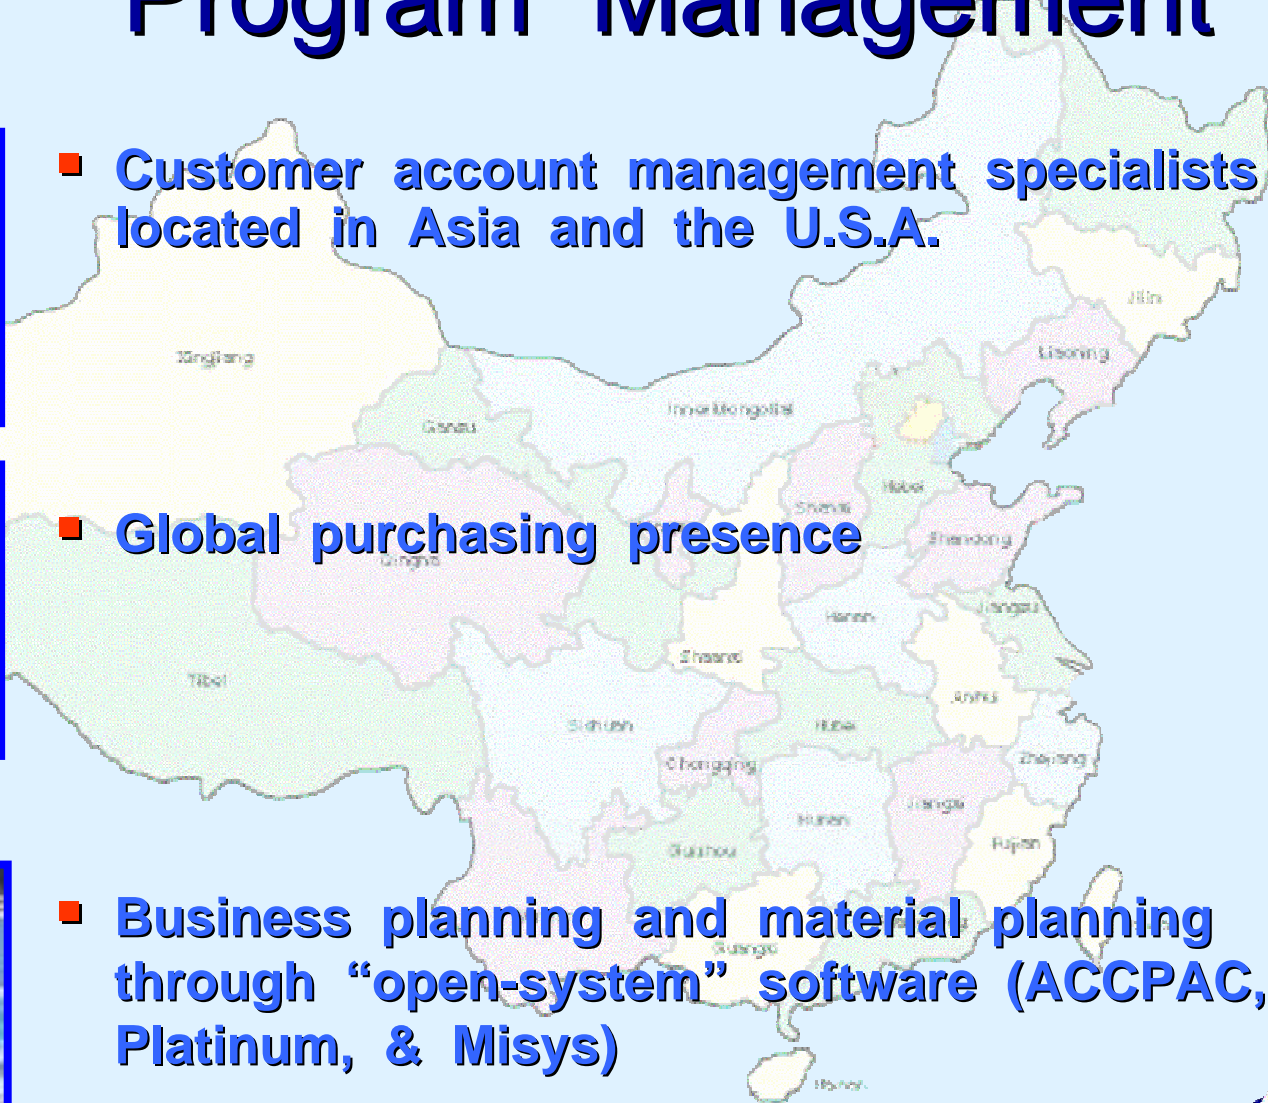 Program Management
Customer account management specialists
located in Asia and the U.S.A.
Jilin
Liaoning
Xingjiang
Inner Mongolia
Gansu
Hebei
Shanxi
Global purchasing presence
Shandong
Qinghai
Jiangsu
Henan
Shaanxi
Tibet
Anhui
Sichuan
Hubei
Zhejiang
Chongqing
Jiangxi
Hunan
Fujian
Guizhou
Business planning and material planning
Guangxi
through “open-system” software (ACCPAC,
Platinum, & Misys)
Hainan